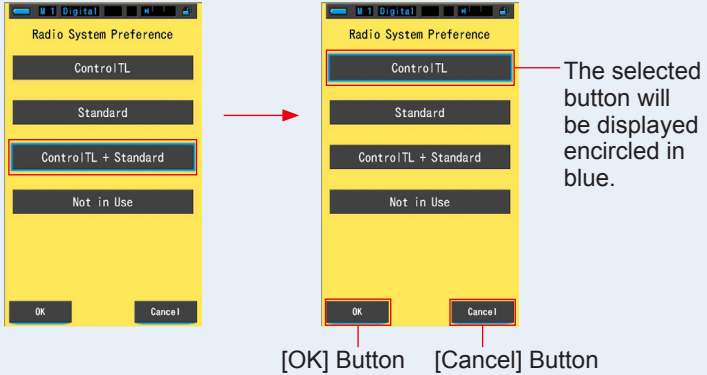 M 1 Digital
Radio System Preference
ControlTL
Standard
ControlTL + Standard
Not in Use
OK Cancel
M 1 Digital
Radio System Preference
ControlTL
Standard
ControlTL + Standard
Not in Use
OK Cancel
The selected
button will
be displayed
encircled in
blue.
[OK] Button [Cancel] Button